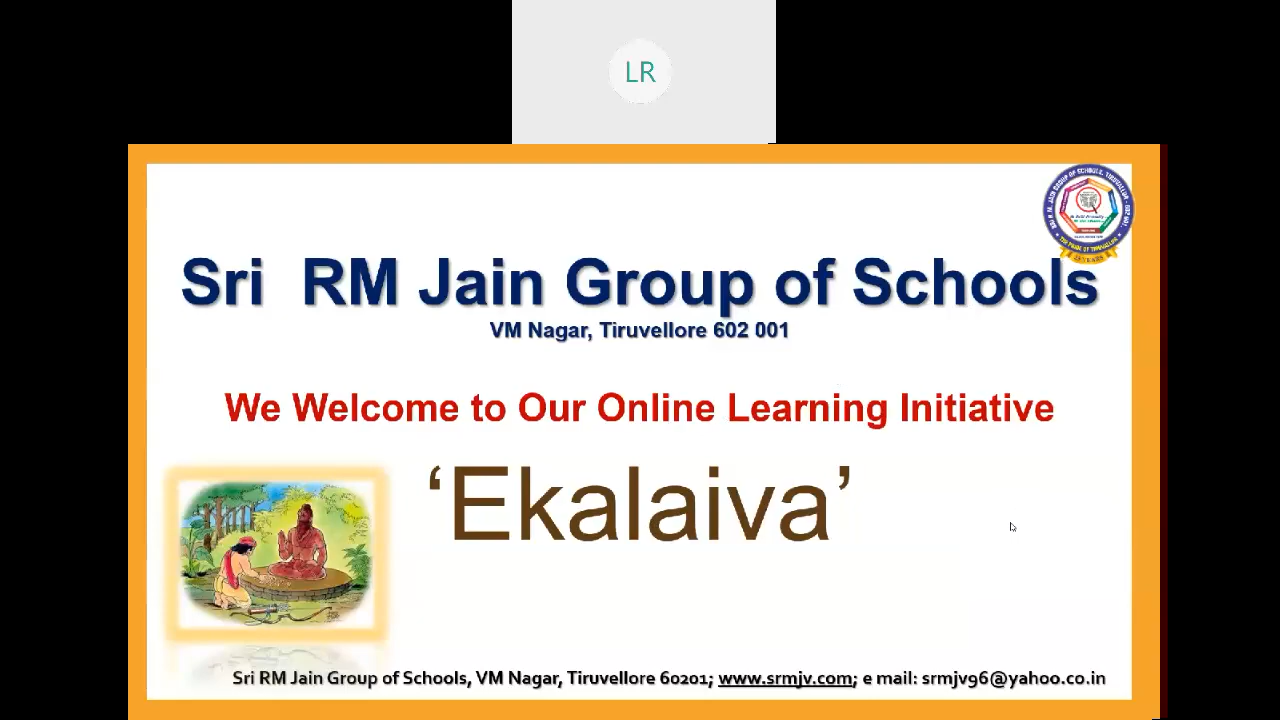 LR
Sri RM Jain Group of Schools
VM Nagar, Tiruvellore 602 001
We Welcome to Our Online Learning Initiative
‘Ekalaiva’
Sri RM Jain Group of Schools, VM Nagar, Tiruvellore 60201; www.srmjv.com; e mail: srmjv96@yahoo.co.in